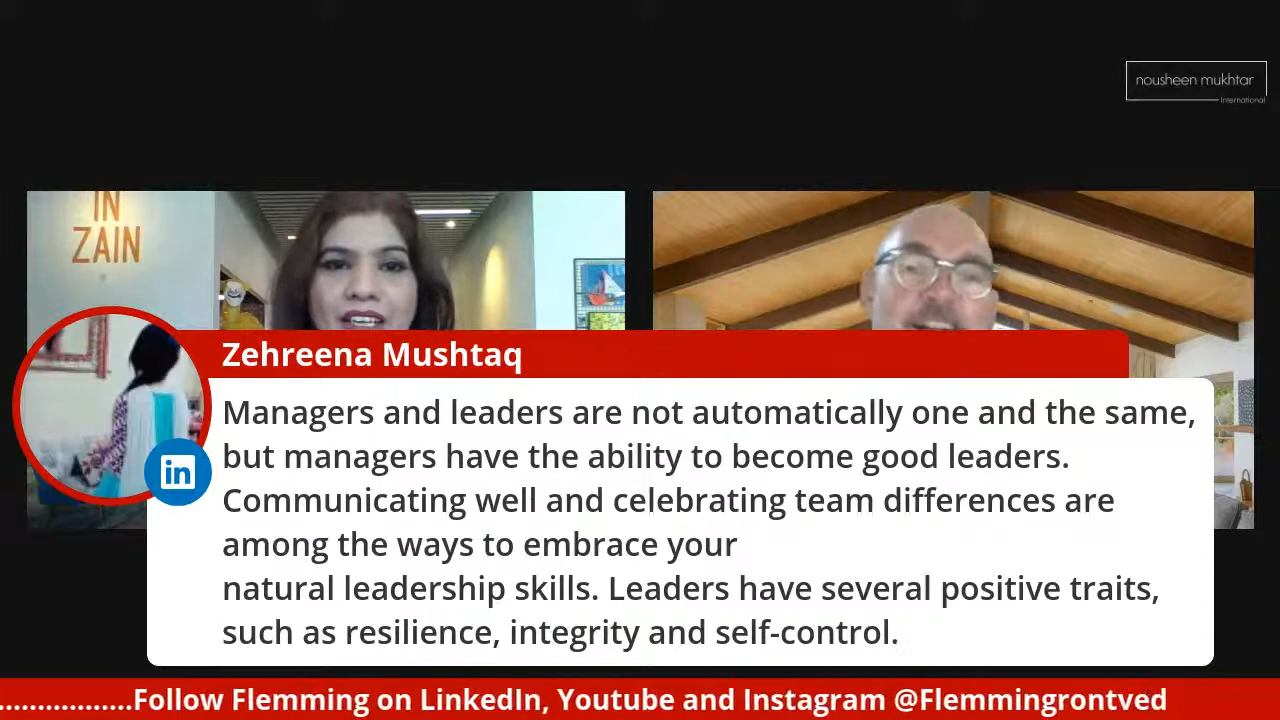 nousheen mukhtar
International
IN
ZAIN
Zehreena Mushtaq
Managers and leaders are not automatically one and the same,
but managers have the ability to become good leaders.
Communicating well and celebrating team differences are
among the ways to embrace your
natural leadership skills. Leaders have several positive traits,
such as resilience, integrity and self-control.
in
.................Follow Flemming on LinkedIn, Youtube and Instagram @Flemmingrontved